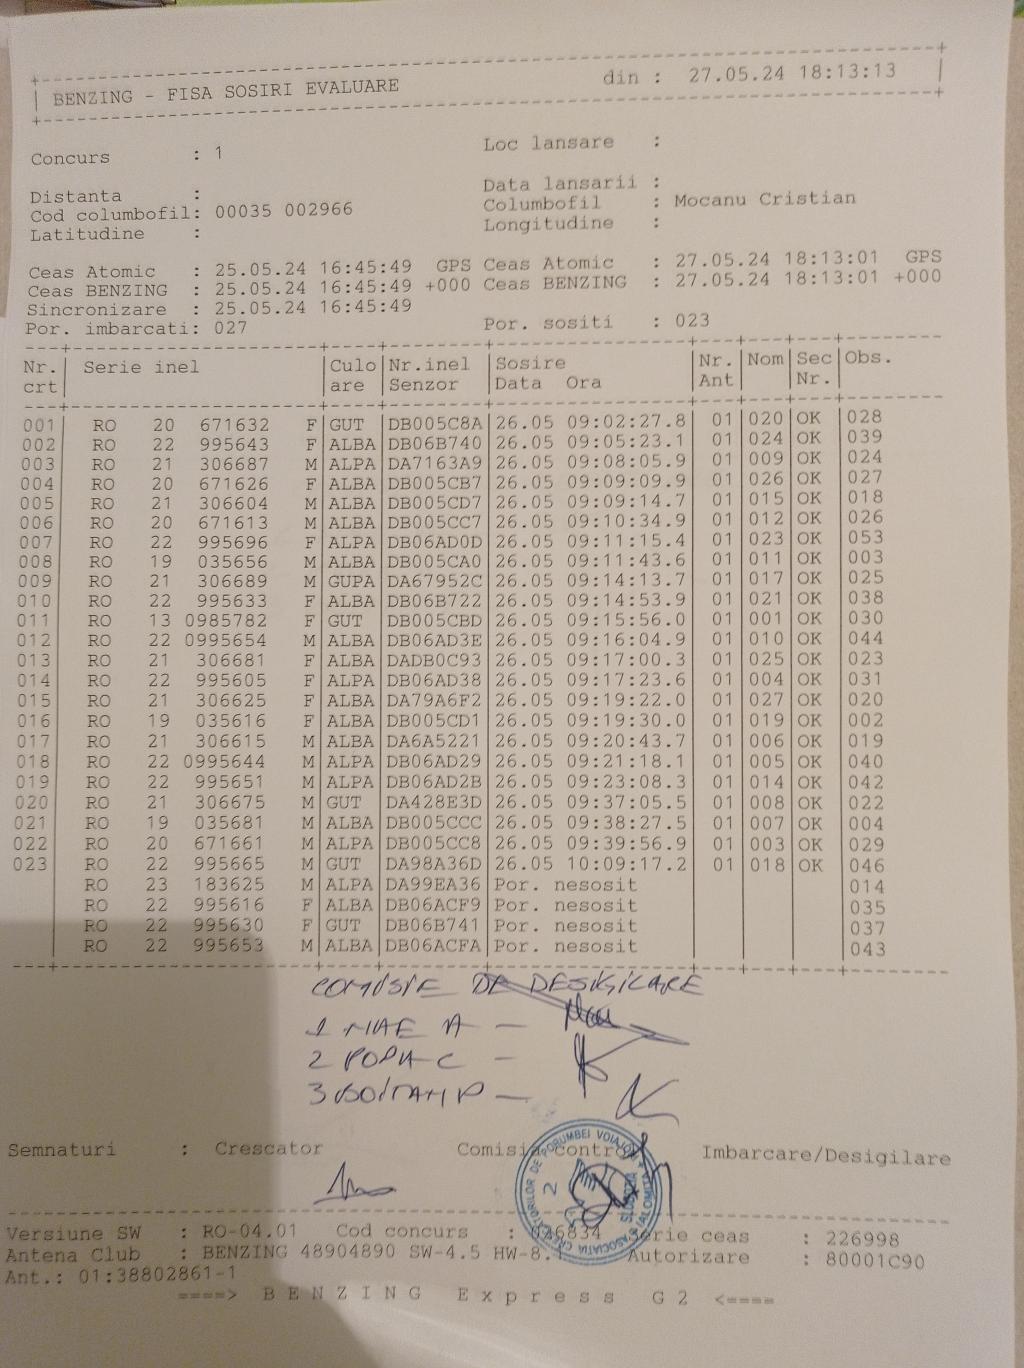 BENZING - FISA SOSIRI EVALUARE din : 27.05.24 18:13:13
Concurs : 1 Loc lansare :
Distanta : Data lansarii :
Cod columbofil: 00035 002966 Columbofil : Mocanu Cristian
Latitudine : Longitudine :
Ceas Atomic : 25.05.24 16:45:49 GPS Ceas Atomic : 27.05.24 18:13:01 GPS
Ceas BENZING : 25.05.24 16:45:49 +000 Ceas BENZING : 27.05.24 18:13:01 +000
Sincronizare : 25.05.24 16:45:49
Por. imbarcati: 027 Por. sositi : 023
Nr. Serie inel Culo Nr.inel Sosire Nr. Nom Sec Obs.
crt are Senzor Data Ora Ant Nr.
001 RO 20 671632 F GUT DB005C8A 26.05 09:02:27.8 01 020 OK 028
002 RO 22 995643 F ALBA DB06B740 26.05 09:05:23.1 01 024 OK 039
003 RO 21 306687 M ALPA DA7163A9 26.05 09:08:05.9 01 009 OK 024
004 RO 20 671626 F ALBA DB005CB7 26.05 09:09:09.9 01 026 OK 027
005 RO 21 306604 M ALBA DB005CD7 26.05 09:09:14.7 01 015 OK 018
006 RO 20 671613 M ALBA DB005CC7 26.05 09:10:34.9 01 012 OK 026
007 RO 22 995696 F ALPA DB06AD0D 26.05 09:11:15.4 01 023 OK 053
008 RO 19 035656 M ALBA DB005CA0 26.05 09:11:43.6 01 011 OK 003
009 RO 21 306689 M GUPA DA67952C 26.05 09:14:13.7 01 017 OK 025
010 RO 22 995633 F ALBA DB06B722 26.05 09:14:53.9 01 021 OK 038
011 RO 13 0985782 F GUT DB005CBD 26.05 09:15:56.0 01 001 OK 030
012 RO 22 0995654 M ALBA DB06AD3E 26.05 09:16:04.9 01 010 OK 044
013 RO 21 306681 F ALBA DADB0C93 26.05 09:17:00.3 01 025 OK 023
014 RO 22 995605 F ALPA DB06AD38 26.05 09:17:23.6 01 004 OK 031
015 RO 21 306625 F ALBA DA79A6F2 26.05 09:19:22.0 01 027 OK 020
016 RO 19 035616 F ALBA DB005CD1 26.05 09:19:30.0 01 019 OK 002
017 RO 21 306615 M ALBA DA6A5221 26.05 09:20:43.7 01 006 OK 019
018 RO 22 0995644 M ALPA DB06AD29 26.05 09:21:18.1 01 005 OK 040
019 RO 22 995651 M ALPA DB06AD2B 26.05 09:23:08.3 01 014 OK 042
020 RO 21 306675 M GUT DA428E3D 26.05 09:37:05.5 01 008 OK 022
021 RO 19 035681 M ALBA DB005CCC 26.05 09:38:27.5 01 007 OK 004
022 RO 20 671661 M ALPA DB005CC8 26.05 09:39:56.9 01 003 OK 029
023 RO 22 995665 M GUT DA98A36D 26.05 10:09:17.2 01 018 OK 046
RO 23 183625 M ALPA DA99EA36 Por. nesosit 014
RO 22 995616 F ALBA DB06ACF9 Por. nesosit 035
RO 22 995630 F GUT DB06B741 Por. nesosit 037
RO 22 995653 M ALBA DB06ACFA Por. nesosit 043
COMISIE DE DESIGILARE
1 MAE A -
2 POPA C -
3
Semnaturi : Crescator Comisia control Imbarcare/Desigilare
ASOCIATIA CRESCATORILOR DE PORUMBEI VOIAJORI SLOBOZIA IALOMITA
2
Versiune SW : RO-04.01 Cod concurs : Serie ceas : 226998
Antena Club : BENZING 48904890 SW-4.5 HW-8. Autorizare : 80001C90
Ant.: 01:38802861-1
====> BENZING Express G2 <====